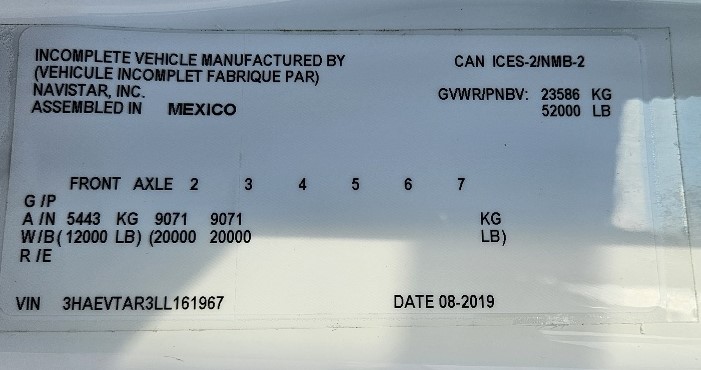 INCOMPLETE VEHICLE MANUFACTURED BY
(VEHICULE INCOMPLET FABRIQUE PAR)
NAVISTAR, INC.
ASSEMBLED IN MEXICO
CAN ICES-2/NMB-2
GVWR/PNBV: 23586 KG
52000 LB
FRONT AXLE 2 3 4 5 6 7
G /P
A /N 5443 KG 9071 9071 KG
W/B ( 12000 LB) (20000 20000 LB)
R /E
VIN 3HAEVTAR3LL161967 DATE 08-2019